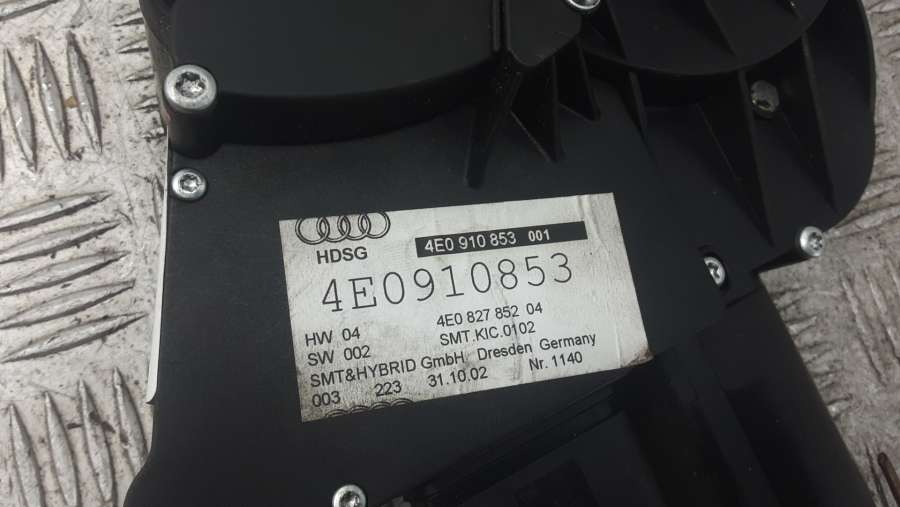 4E0 910 853 001
HDSG
4E0910853
4E0 827 852 04
HW 04 SMT.KIC.0102
SW 002
SMT&HYBRID GmbH. Dresden Germany
003 223 31.10.02 Nr. 1140